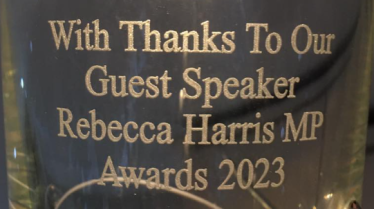 With Thanks To Our
Guest Speaker
Rebecca Harris MP
Awards 2023